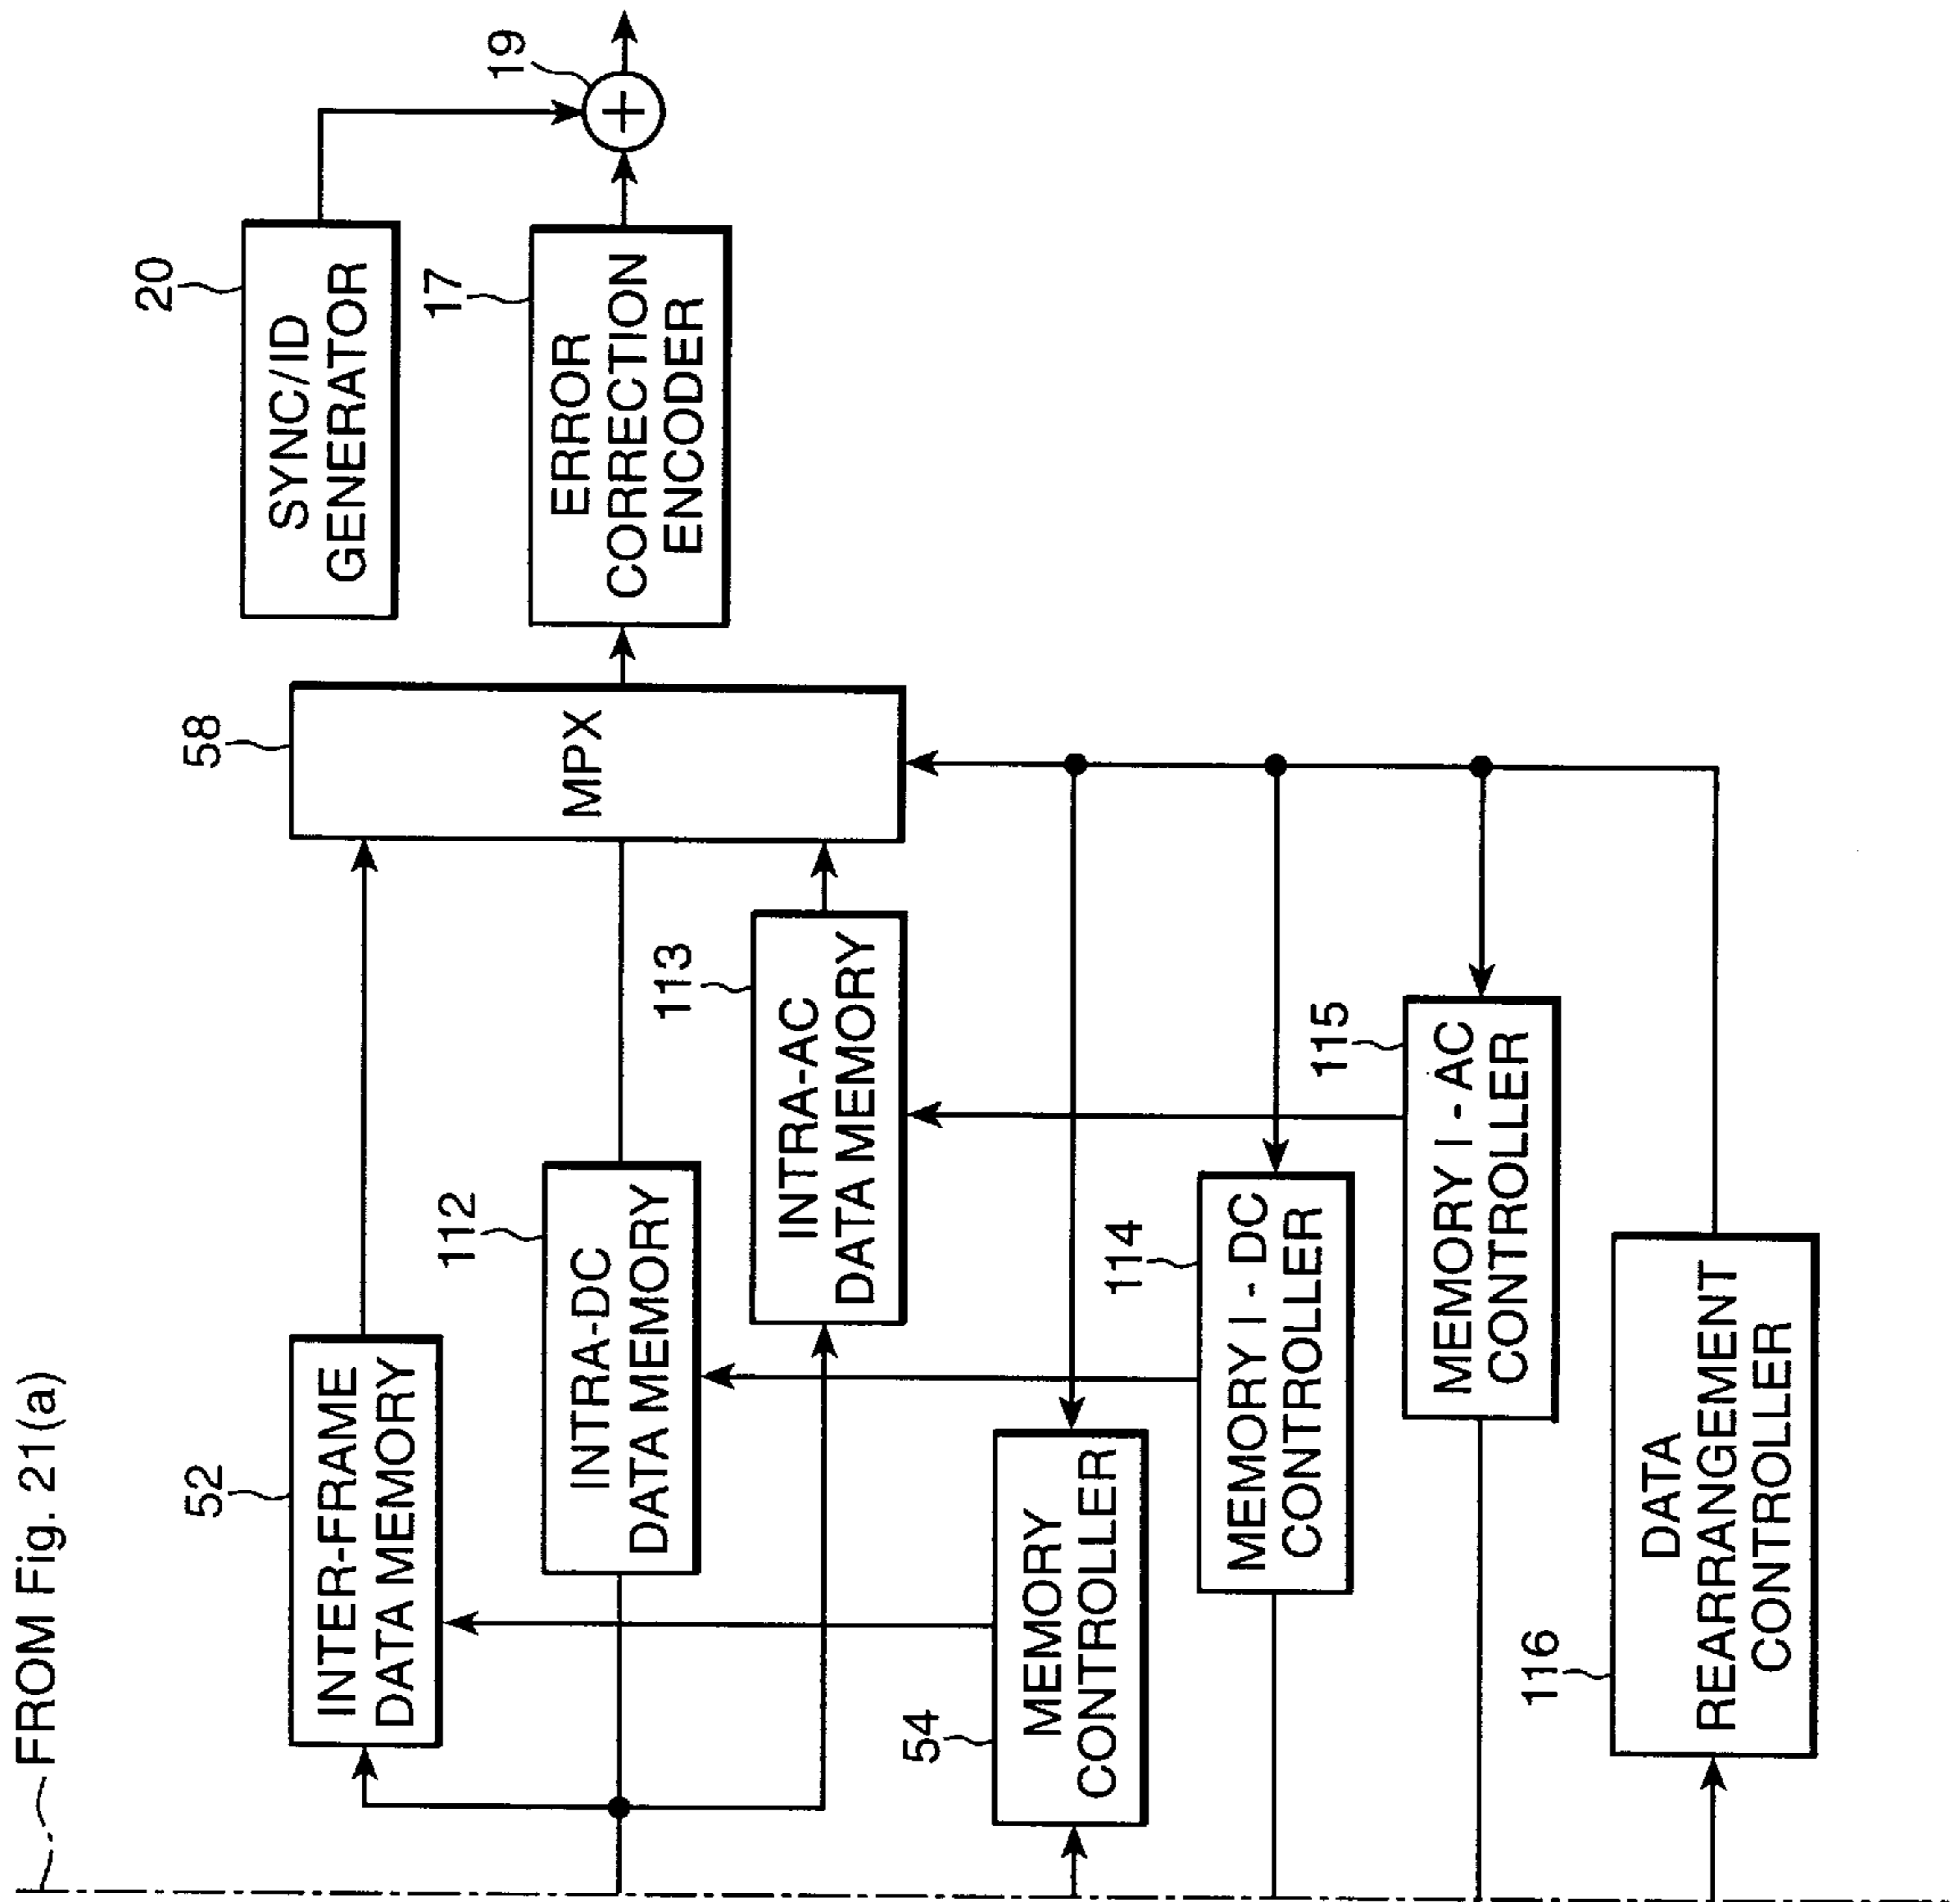 FROM Fig. 21(a)
52
INTER-FRAME
DATA MEMORY
112
INTRA-DC
DATA MEMORY
113
INTRA-AC
DATA MEMORY
58
MPX
20
SYNC/ID
GENERATOR
17
ERROR
CORRECTION
ENCODER
19
+
54
MEMORY
CONTROLLER
114
MEMORY I - DC
CONTROLLER
115
MEMORY I - AC
CONTROLLER
116
DATA
REARRANGEMENT
CONTROLLER